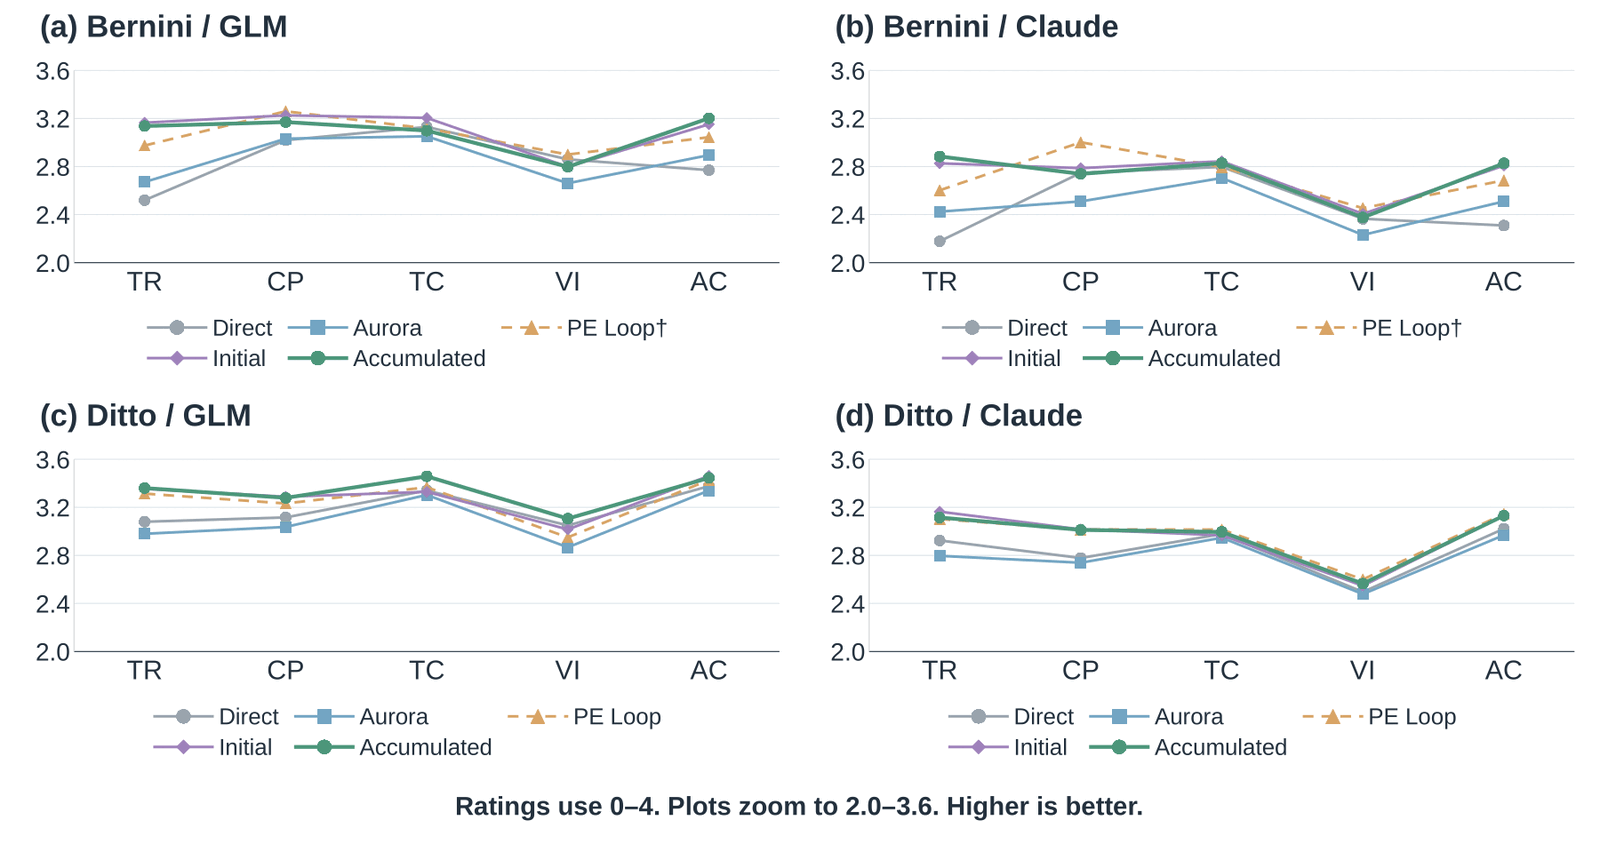 (a) Bernini / GLM
3.6
3.2
2.8
2.4
2.0
TR CP TC VI AC
Direct Aurora PE Loop†
Initial Accumulated
(b) Bernini / Claude
3.6
3.2
2.8
2.4
2.0
TR CP TC VI AC
Direct Aurora PE Loop†
Initial Accumulated
(c) Ditto / GLM
3.6
3.2
2.8
2.4
2.0
TR CP TC VI AC
Direct Aurora PE Loop
Initial Accumulated
(d) Ditto / Claude
3.6
3.2
2.8
2.4
2.0
TR CP TC VI AC
Direct Aurora PE Loop
Initial Accumulated
Ratings use 0–4. Plots zoom to 2.0–3.6. Higher is better.